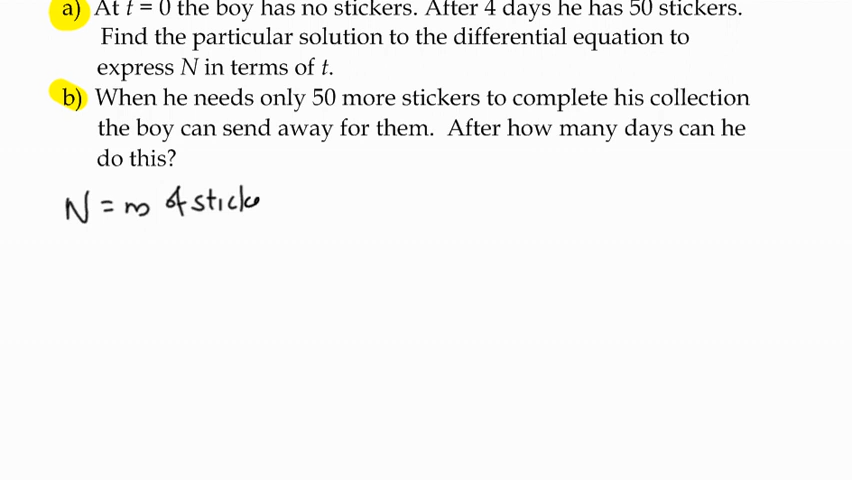 a) At t = 0 the boy has no stickers. After 4 days he has 50 stickers.
Find the particular solution to the differential equation to
express N in terms of t.
b) When he needs only 50 more stickers to complete his collection
the boy can send away for them. After how many days can he
do this?
N = no of sticke